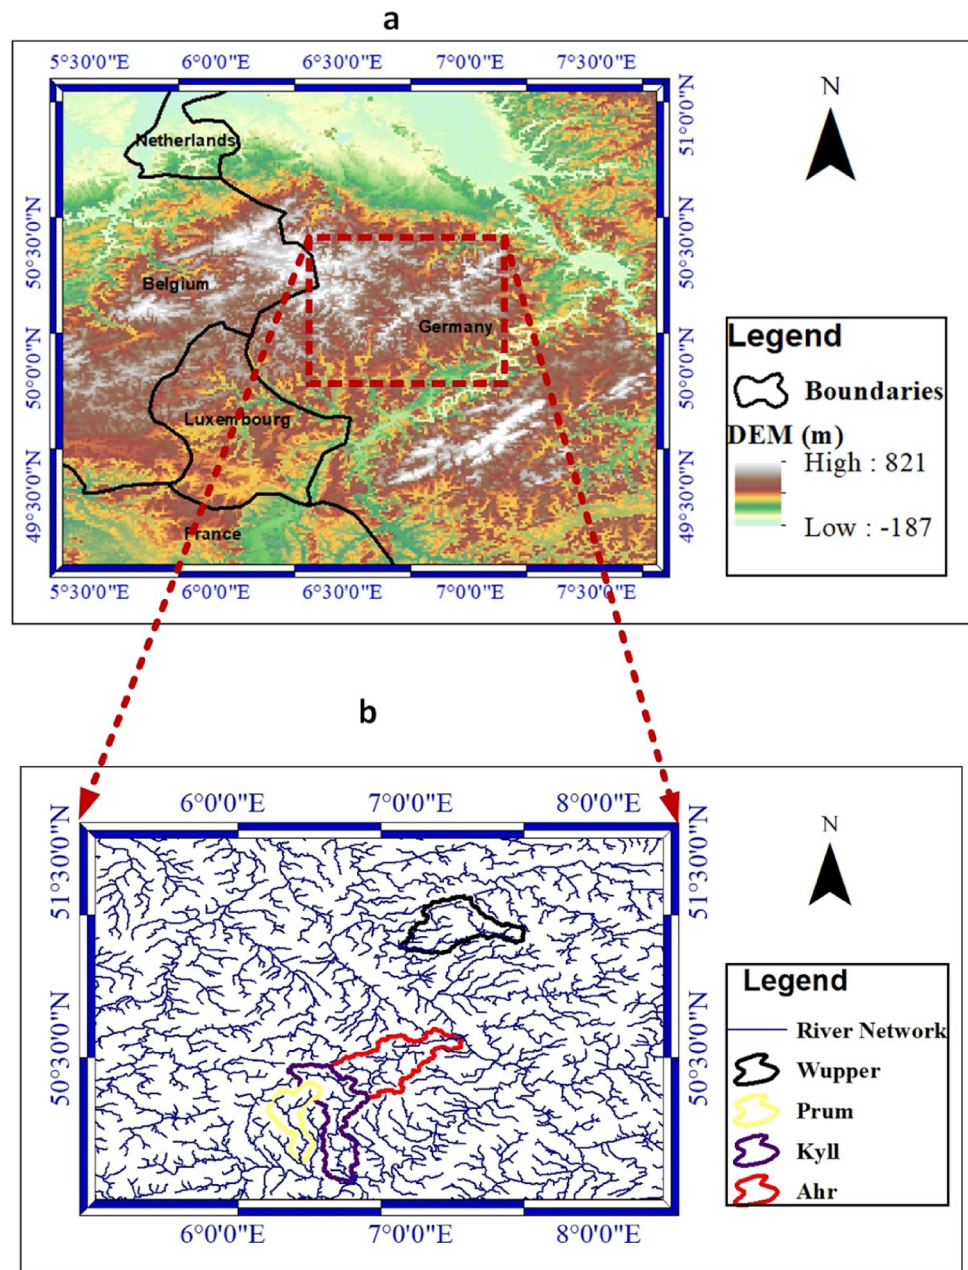 a
5°30'0"E 6°00'0"E 6°30'0"E 7°00'0"E 7°30'0"E
N
51°0'0"N 50°30'0"N 50°0'0"N 49°30'0"N
50°30'0"N 50°0'0"N 49°30'0"N
Netherlands
Belgium
Germany
Luxembourg
France
Legend
Boundaries
DEM (m)
High : 821
Low : -187
5°30'0"E 6°00'0"E 6°30'0"E 7°00'0"E 7°30'0"E
b
6°0'0"E 7°0'0"E 8°0'0"E
N
51°30'0"N 50°30'0"N
51°30'0"N 50°30'0"N
Legend
River Network
Wupper
Prum
Kyll
Ahr
6°0'0"E 7°0'0"E 8°0'0"E